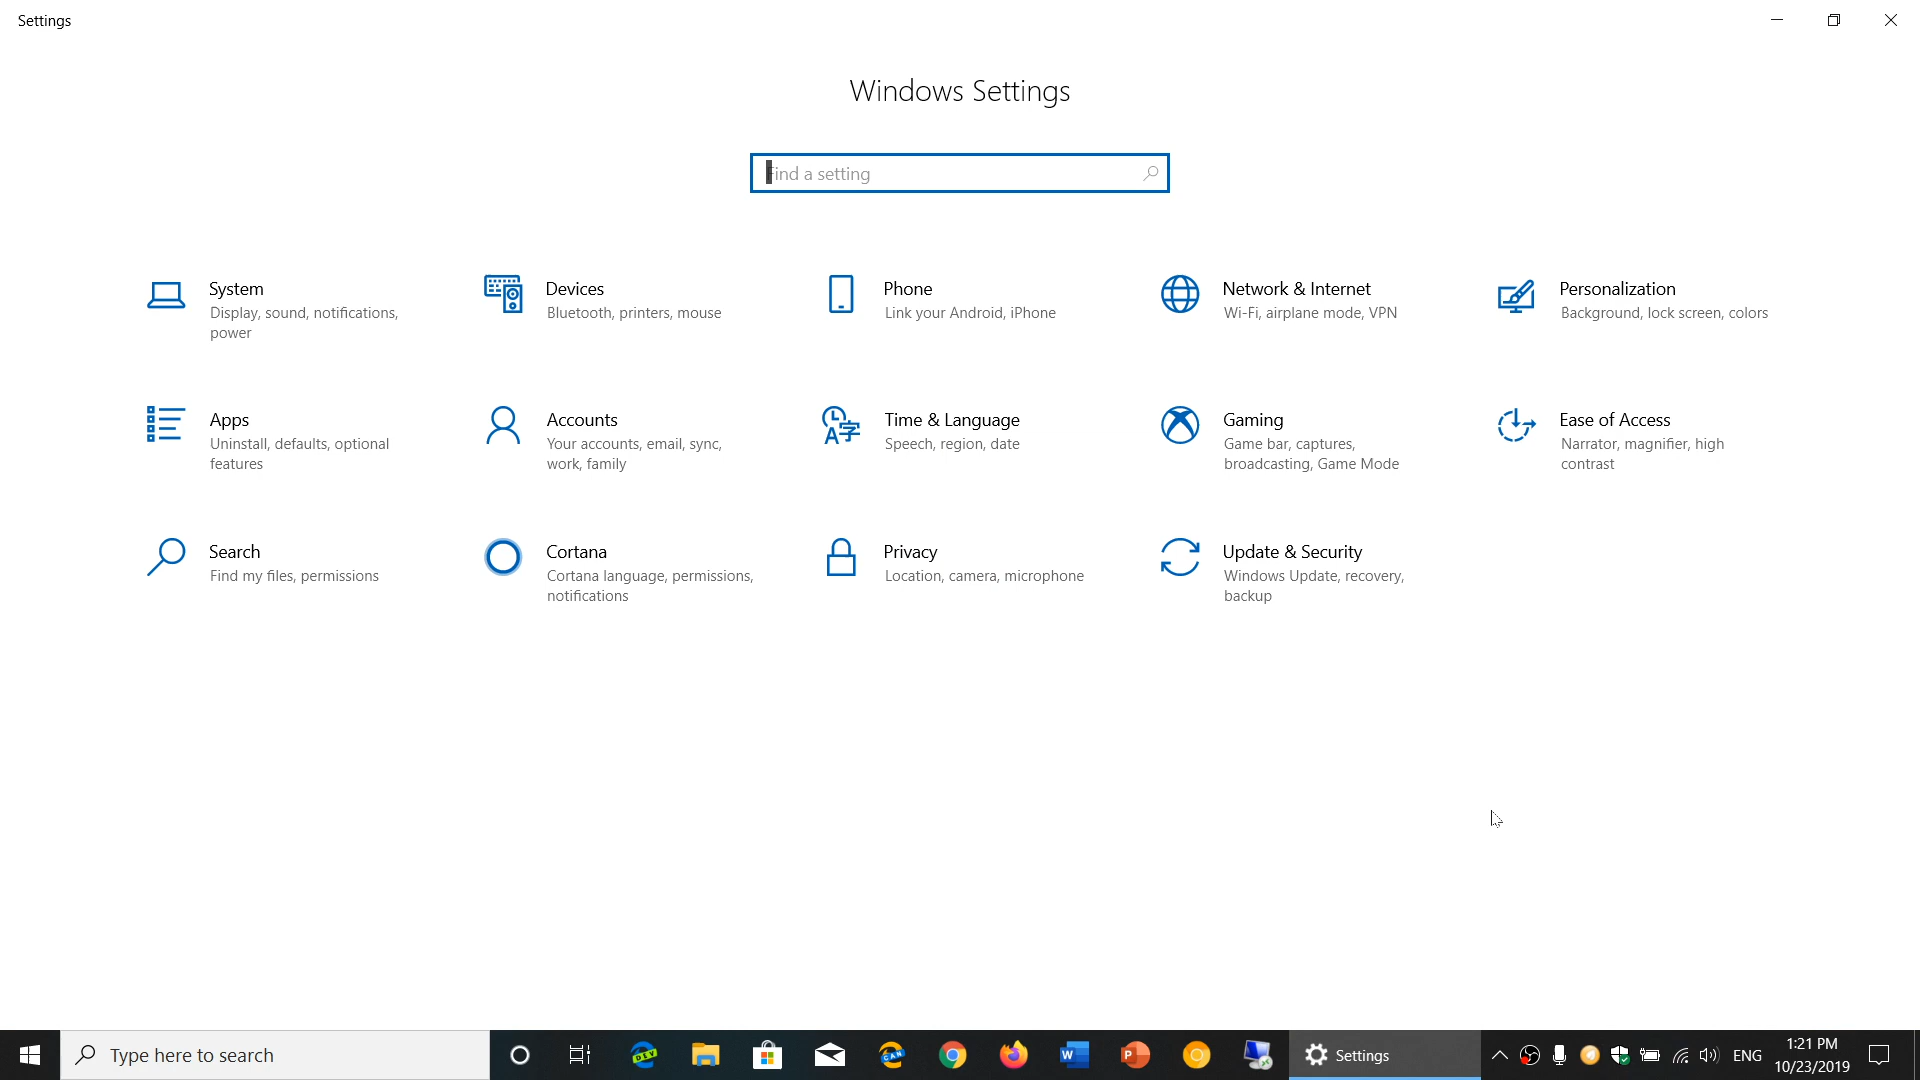 Settings
Windows Settings
Find a setting
System
Display, sound, notifications,
power
Devices
Bluetooth, printers, mouse
Phone
Link your Android, iPhone
Network & Internet
Wi-Fi, airplane mode, VPN
Personalization
Background, lock screen, colors
Apps
Uninstall, defaults, optional
features
Accounts
Your accounts, email, sync,
work, family
Time & Language
Speech, region, date
Gaming
Game bar, captures,
broadcasting, Game Mode
Ease of Access
Narrator, magnifier, high
contrast
Search
Find my files, permissions
Cortana
Cortana language, permissions,
notifications
Privacy
Location, camera, microphone
Update & Security
Windows Update, recovery,
backup
Type here to search
DEV
CAN
W
P
Settings
ENG
1:21 PM
10/23/2019